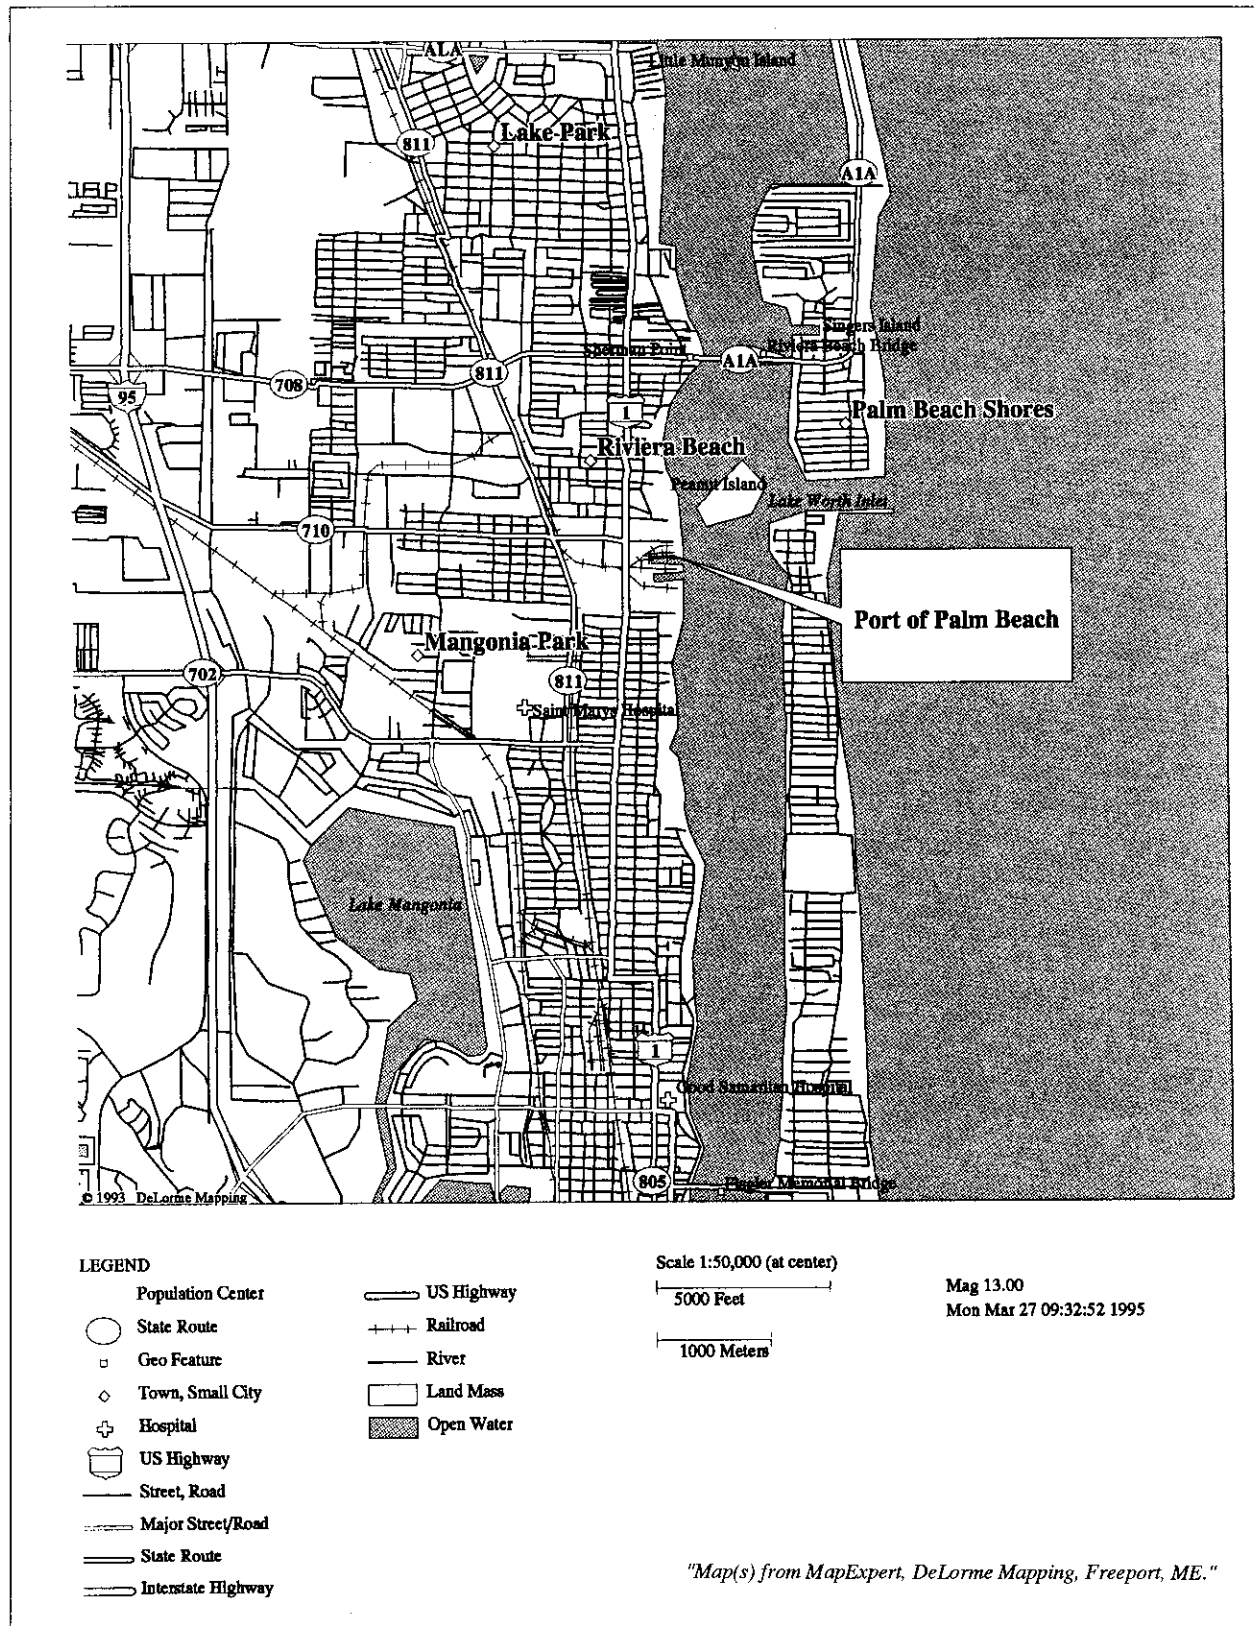 ALA
Little Munyon Island
Lake Park
811
A1A
Singers Island
Riviera Beach Bridge
Sherman Point
A1A
708
811
95
1
Palm Beach Shores
Riviera Beach
Peanut Island
Lake Worth Inlet
710
Port of Palm Beach
Mangonia Park
702
811
Saint Marys Hospital
Lake Mangonia
1
Good Samaritan Hospital
805
Flagler Memorial Bridge
© 1993 DeLorme Mapping
LEGEND
Population Center
State Route
Geo Feature
Town, Small City
Hospital
US Highway
Street, Road
Major Street/Road
State Route
Interstate Highway
US Highway
Railroad
River
Land Mass
Open Water
Scale 1:50,000 (at center)
5000 Feet
1000 Meters
Mag 13.00
Mon Mar 27 09:32:52 1995
"Map(s) from MapExpert, DeLorme Mapping, Freeport, ME."